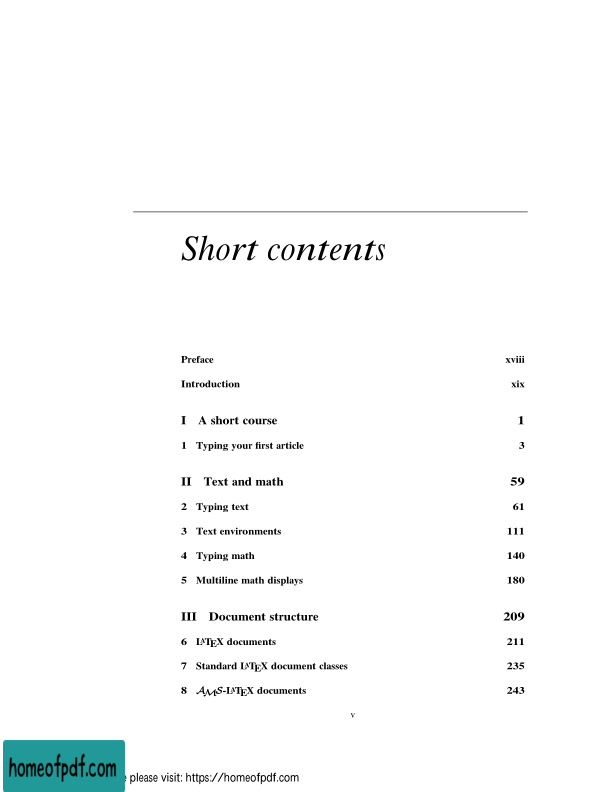 Short contents
Preface xviii
Introduction xix
I A short course 1
1 Typing your first article 3
II Text and math 59
2 Typing text 61
3 Text environments 111
4 Typing math 140
5 Multiline math displays 180
III Document structure 209
6 LATEX documents 211
7 Standard LATEX document classes 235
8 AMS-LATEX documents 243
v
homeofpdf.com
please visit: https://homeofpdf.com